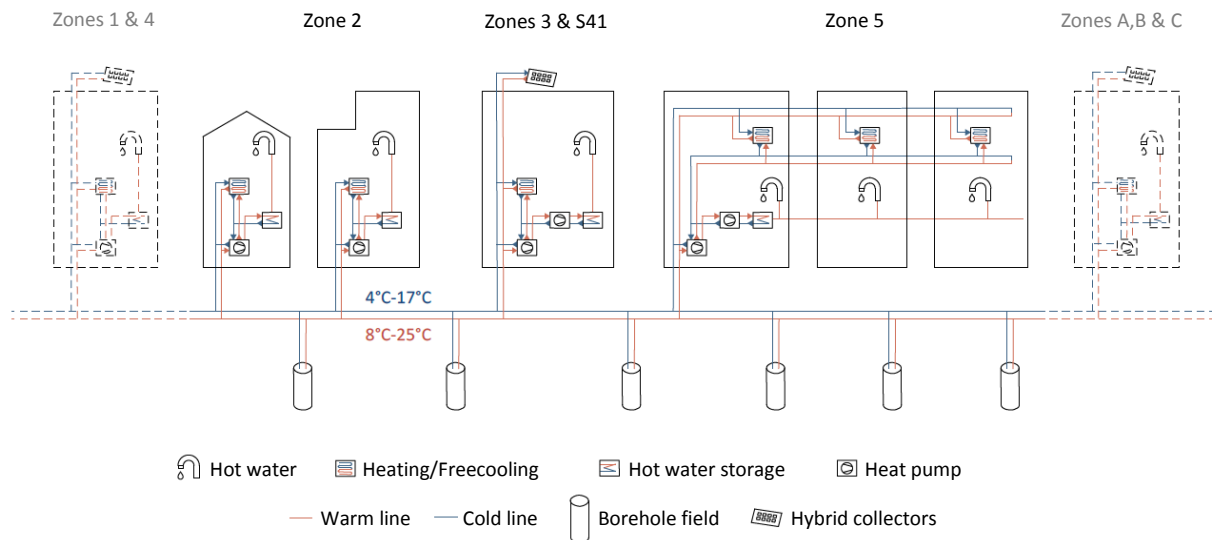 Zones 1 & 4
Zone 2
Zones 3 & S41
Zone 5
Zones A,B & C
4°C-17°C
8°C-25°C
Hot water
Heating/Freecooling
Hot water storage
Heat pump
Warm line
Cold line
Borehole field
Hybrid collectors